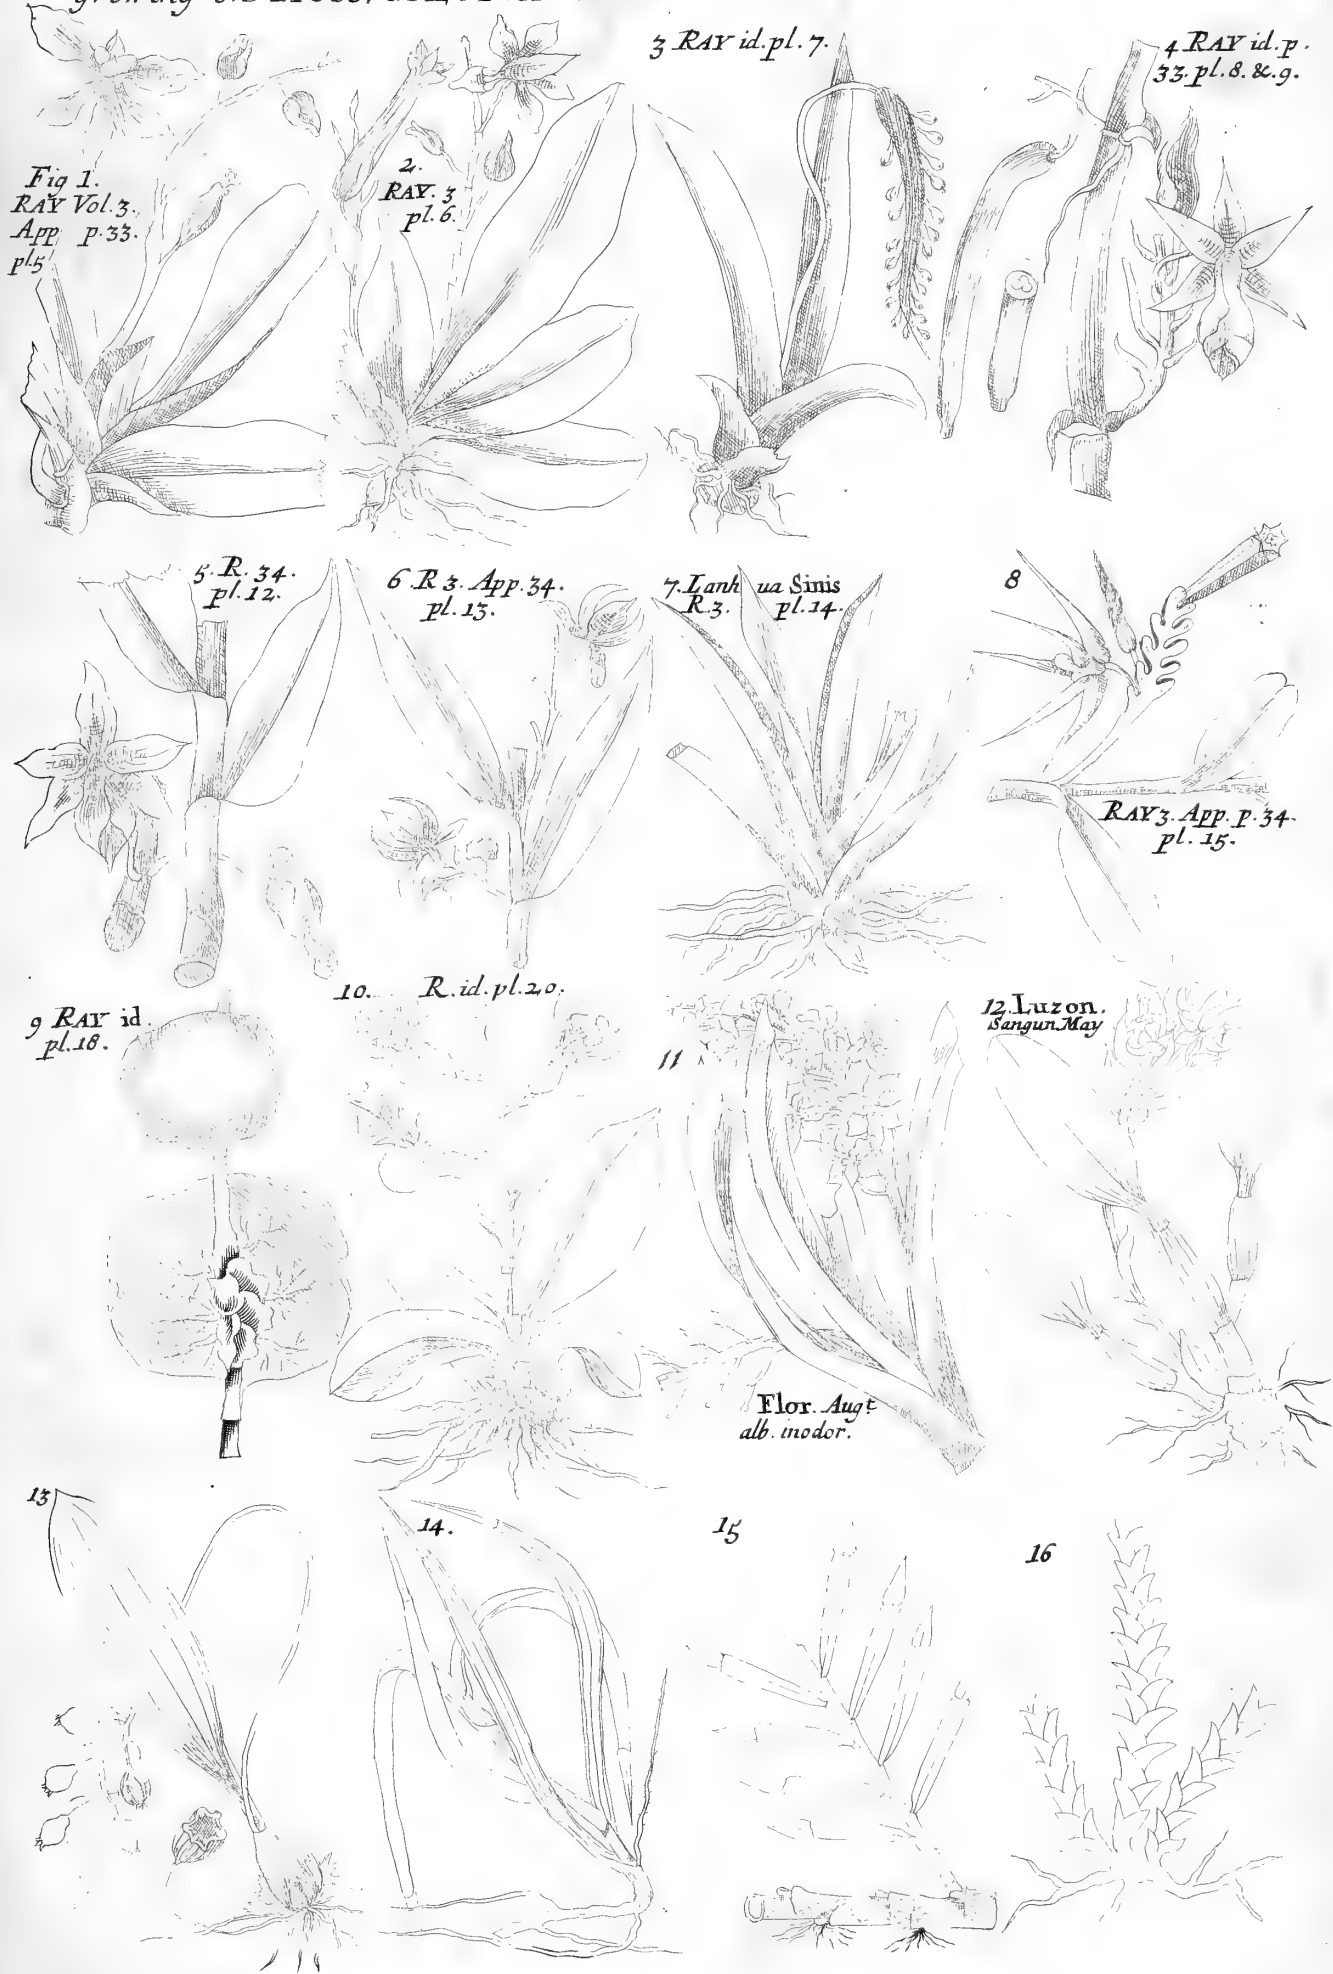 growing on
3 RAY id. pl. 7.
4 RAY id. p.
33. pl. 8. &. 9.
Fig 1.
RAY Vol. 3.
App p. 33.
pl. 5
2.
RAY. 3
pl. 6.
5. R. 34.
pl. 12.
6 R 3. App. 34.
pl. 13.
7. Lanh ua Sinis
R. 3. pl. 14.
8
RAY 3. App. p. 34.
pl. 15.
9 RAY id.
pl. 18.
10. R. id. pl. 20.
11
Flor. Augt.
alb. inodor.
12. Luzon.
Sangun. May
13
14.
15
16